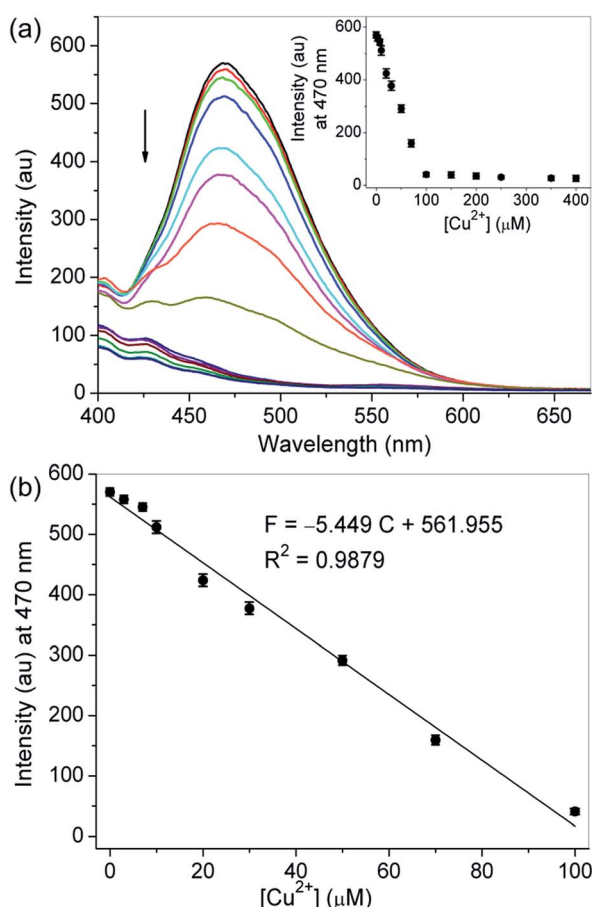 (a)
600
500
400
300
200
100
0
Intensity (au)
400 450 500 550 600 650
Wavelength (nm)
600
400
200
0
Intensity (au)
at 470 nm
0 100 200 300 400
[Cu²⁺] (μM)
(b)
600
500
400
300
200
100
0
Intensity (au) at 470 nm
F = −5.449 C + 561.955
R² = 0.9879
0 20 40 60 80 100
[Cu²⁺] (μM)